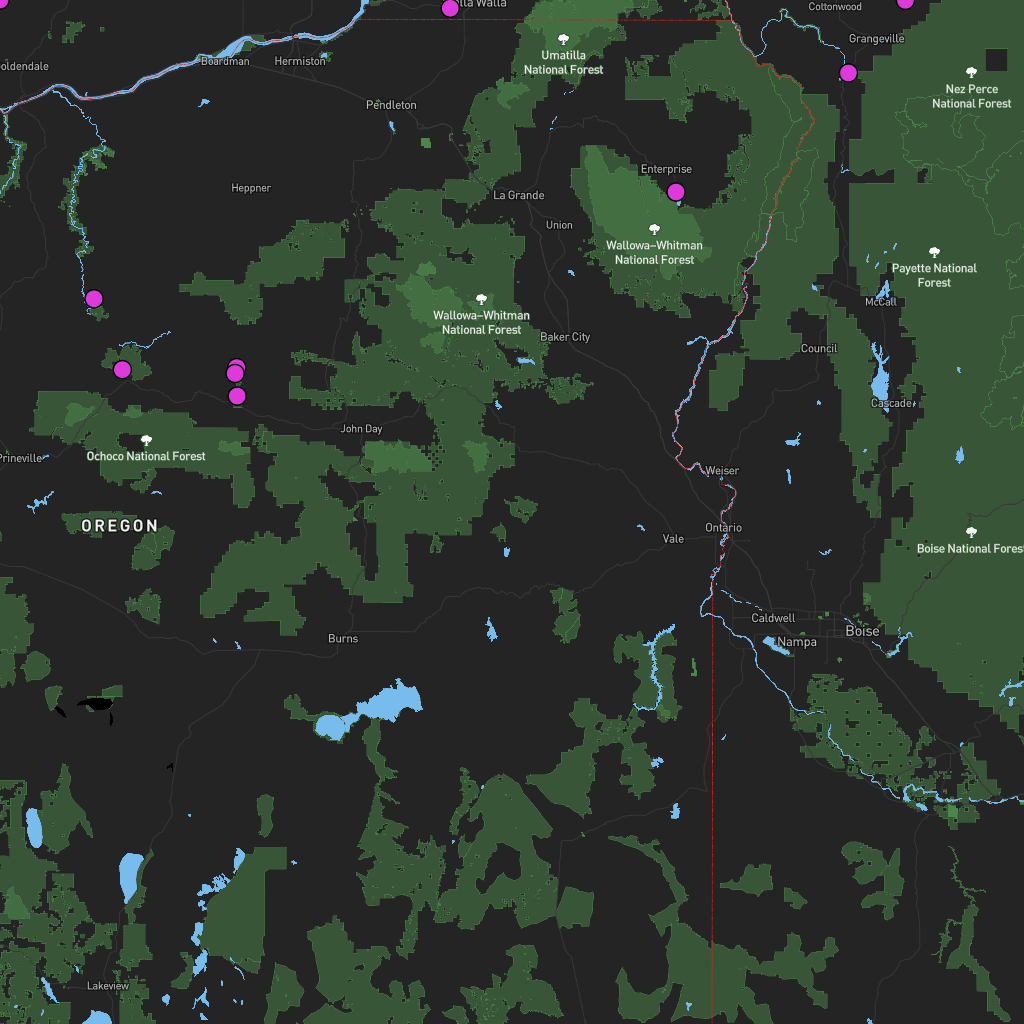 Cottonwood
Grangeville
Umatilla
National Forest
Boardman
Hermiston
Nez Perce
National Forest
Pendleton
Heppner
La Grande
Enterprise
Union
Wallowa–Whitman
National Forest
Payette National
Forest
McCall
Wallowa–Whitman
National Forest
Baker City
Council
Cascade
John Day
Ochoco National Forest
Prineville
Weiser
OREGON
Ontario
Vale
Boise National Forest
Caldwell
Boise
Nampa
Burns
Lakeview